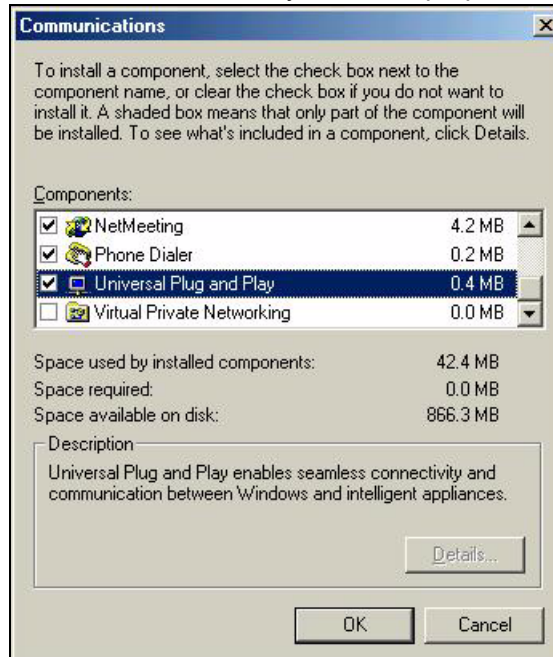 Communications
To install a component, select the check box next to the
component name, or clear the check box if you do not want to
install it. A shaded box means that only part of the component will
be installed. To see what's included in a component, click Details.
Components:
NetMeeting 4.2 MB
Phone Dialer 0.2 MB
Universal Plug and Play 0.4 MB
Virtual Private Networking 0.0 MB
Space used by installed components: 42.4 MB
Space required: 0.0 MB
Space available on disk: 866.3 MB
Description
Universal Plug and Play enables seamless connectivity and
communication between Windows and intelligent appliances.
Details...
OK Cancel